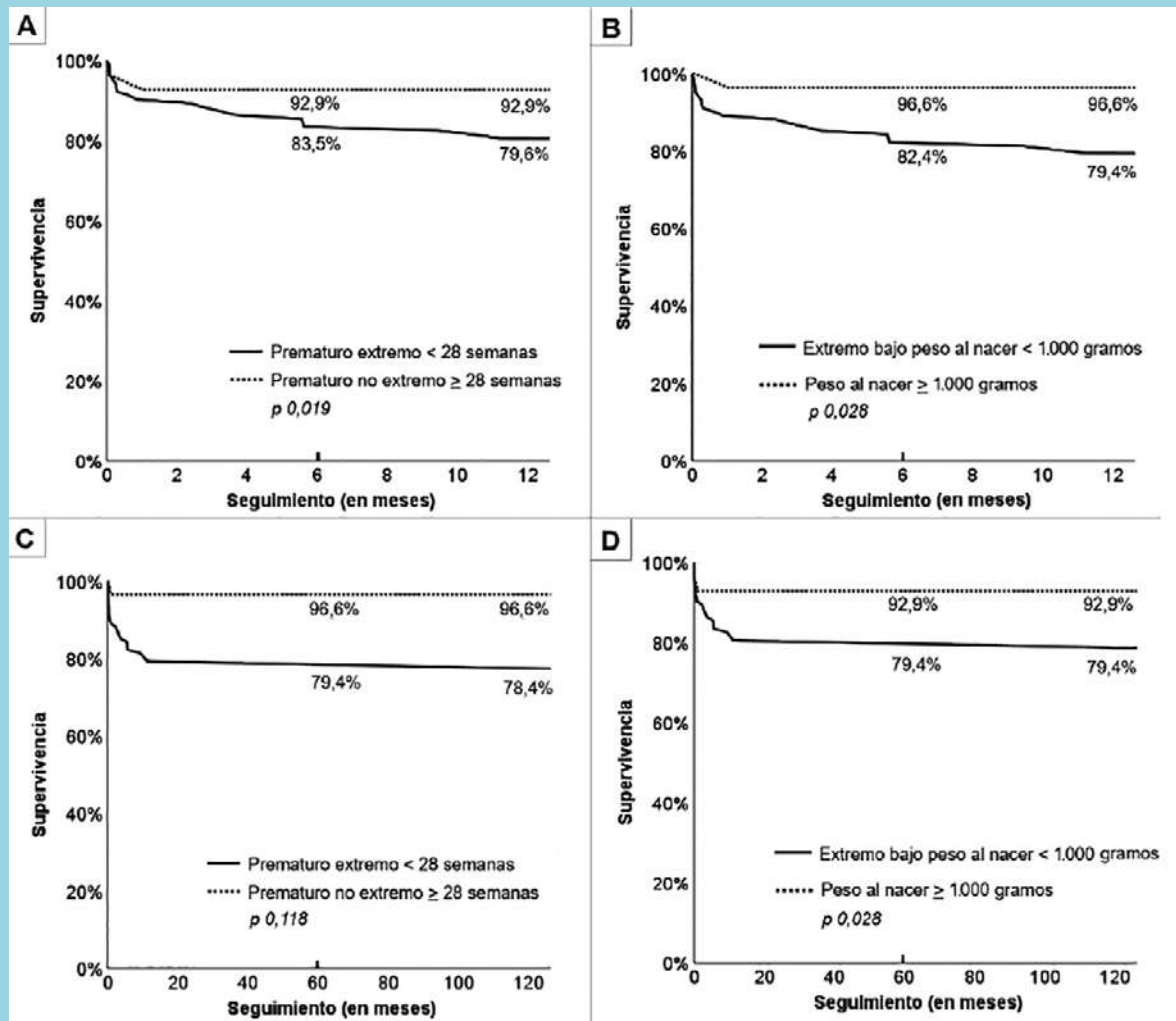 A
100%
80%
60%
40%
20%
0%
Supervivencia
92,9%
92,9%
83,5%
79,6%
Prematuro extremo < 28 semanas
Prematuro no extremo ≥ 28 semanas
p 0,019
0 2 4 6 8 10 12
Seguimiento (en meses)
B
100%
80%
60%
40%
20%
0%
Supervivencia
96,6%
96,6%
82,4%
79,4%
Extremo bajo peso al nacer < 1.000 gramos
Peso al nacer ≥ 1.000 gramos
p 0,028
0 2 4 6 8 10 12
Seguimiento (en meses)
C
100%
80%
60%
40%
20%
0%
Supervivencia
96,6%
96,6%
79,4%
78,4%
Prematuro extremo < 28 semanas
Prematuro no extremo ≥ 28 semanas
p 0,118
0 20 40 60 80 100 120
Seguimiento (en meses)
D
100%
80%
60%
40%
20%
0%
Supervivencia
92,9%
92,9%
79,4%
79,4%
Extremo bajo peso al nacer < 1.000 gramos
Peso al nacer ≥ 1.000 gramos
p 0,028
0 20 40 60 80 100 120
Seguimiento (en meses)